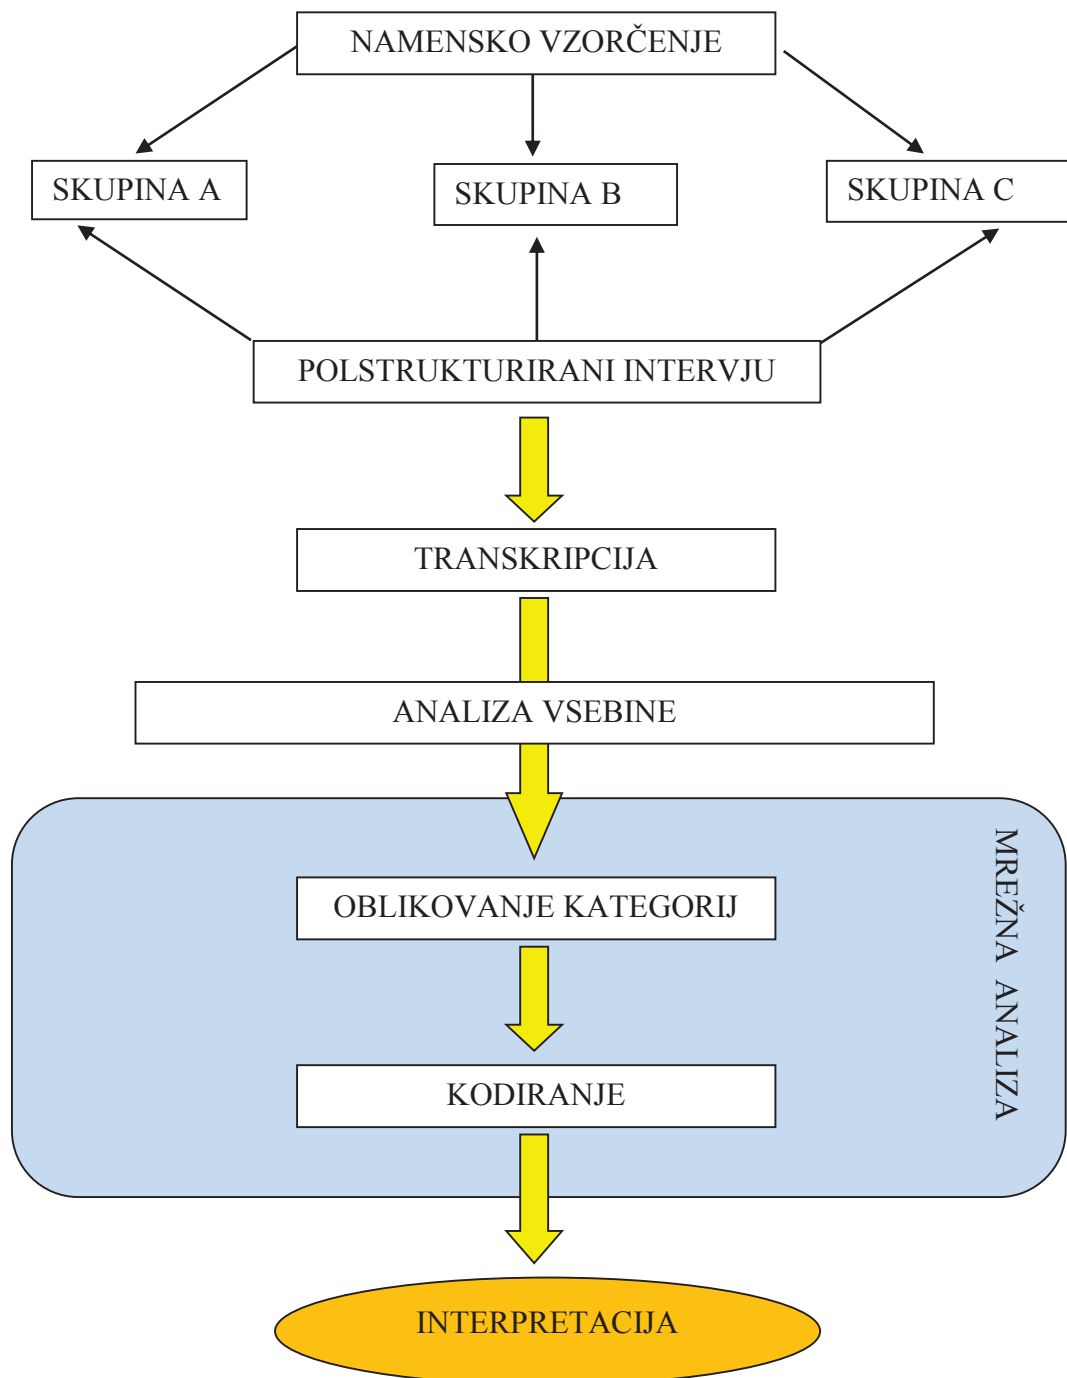 NAMENSKO VZORČENJE
SKUPINA A
SKUPINA B
SKUPINA C
POLSTRUKTURIRANI INTERVJU
TRANSKRIPCIJA
ANALIZA VSEBINE
MREŽNA ANALIZA
OBLIKOVANJE KATEGORIJ
KODIRANJE
INTERPRETACIJA